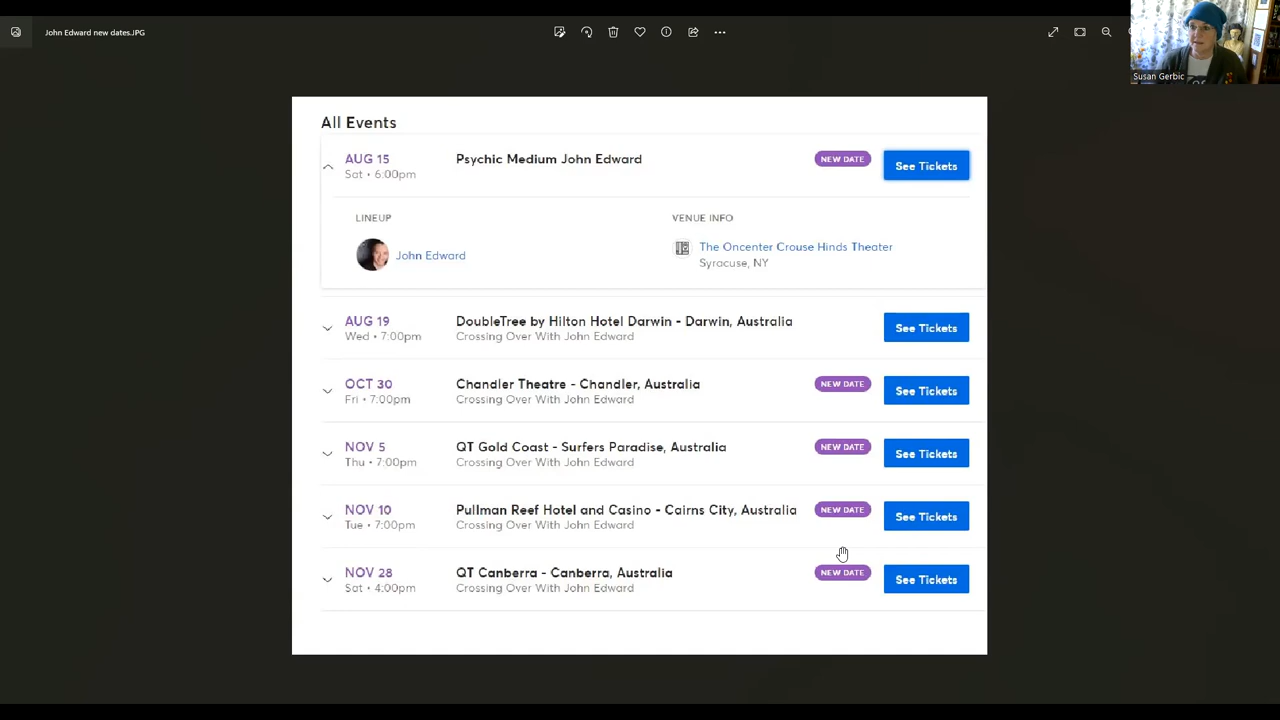 John Edward new dates.JPG
Susan Gerbic
All Events
AUG 15
Sat • 6:00pm
Psychic Medium John Edward
NEW DATE
See Tickets
LINEUP
John Edward
VENUE INFO
The Oncenter Crouse Hinds Theater
Syracuse, NY
AUG 19
Wed • 7:00pm
DoubleTree by Hilton Hotel Darwin - Darwin, Australia
Crossing Over With John Edward
See Tickets
OCT 30
Fri • 7:00pm
Chandler Theatre - Chandler, Australia
Crossing Over With John Edward
NEW DATE
See Tickets
NOV 5
Thu • 7:00pm
QT Gold Coast - Surfers Paradise, Australia
Crossing Over With John Edward
NEW DATE
See Tickets
NOV 10
Tue • 7:00pm
Pullman Reef Hotel and Casino - Cairns City, Australia
Crossing Over With John Edward
NEW DATE
See Tickets
NOV 28
Sat • 4:00pm
QT Canberra - Canberra, Australia
Crossing Over With John Edward
NEW DATE
See Tickets